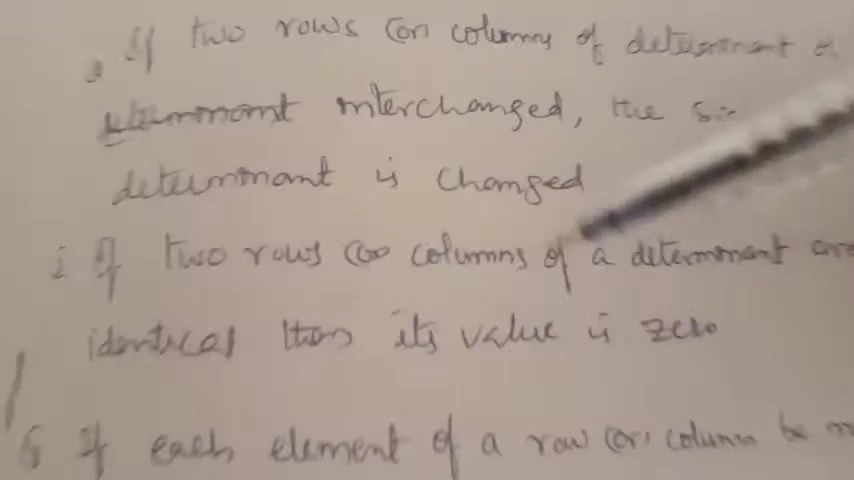 If two rows (or) columns of determinant
interchanged, the
determinant is changed
If two rows (or) columns of a determinant are
identical then its value is zero
If each element of a row (or) column be